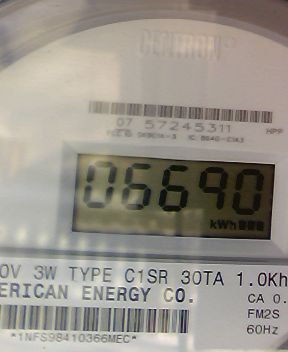 CENTRON®
07 57245311
HPP
06690
kWh
0V 3W TYPE C1SR 30TA 1.0Kh
ERICAN ENERGY CO.
CA 0.
FM2S
60Hz
*1NFS98410366MEC*